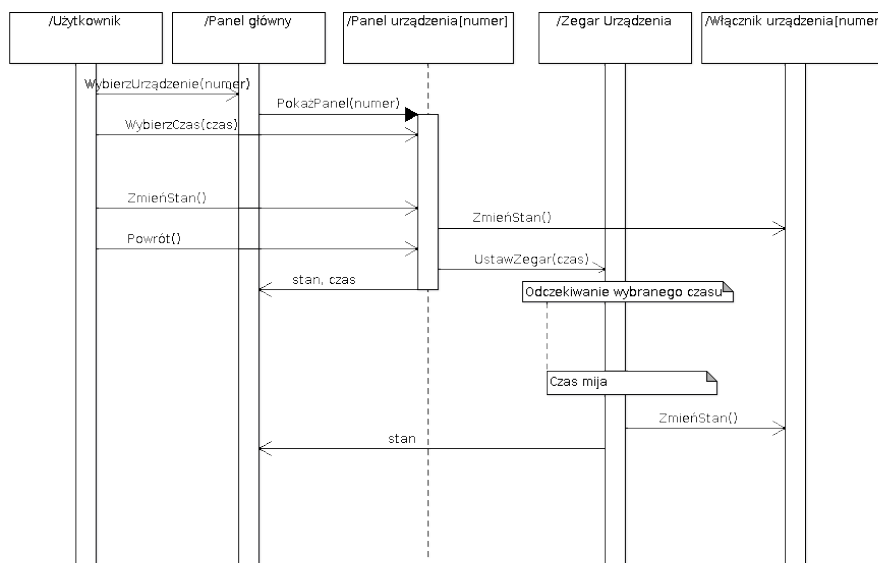 /Użytkownik
/Panel główny
/Panel urządzenia[numer]
/Zegar Urządzenia
/Włącznik urządzenia[numer
WybierzUrządzenie(numer)
PokażPanel(numer)
WybierzCzas(czas)
ZmieńStan()
ZmieńStan()
Powrót()
UstawZegar(czas)
stan, czas
Odczekiwanie wybranego czasu
Czas mija
ZmieńStan()
stan